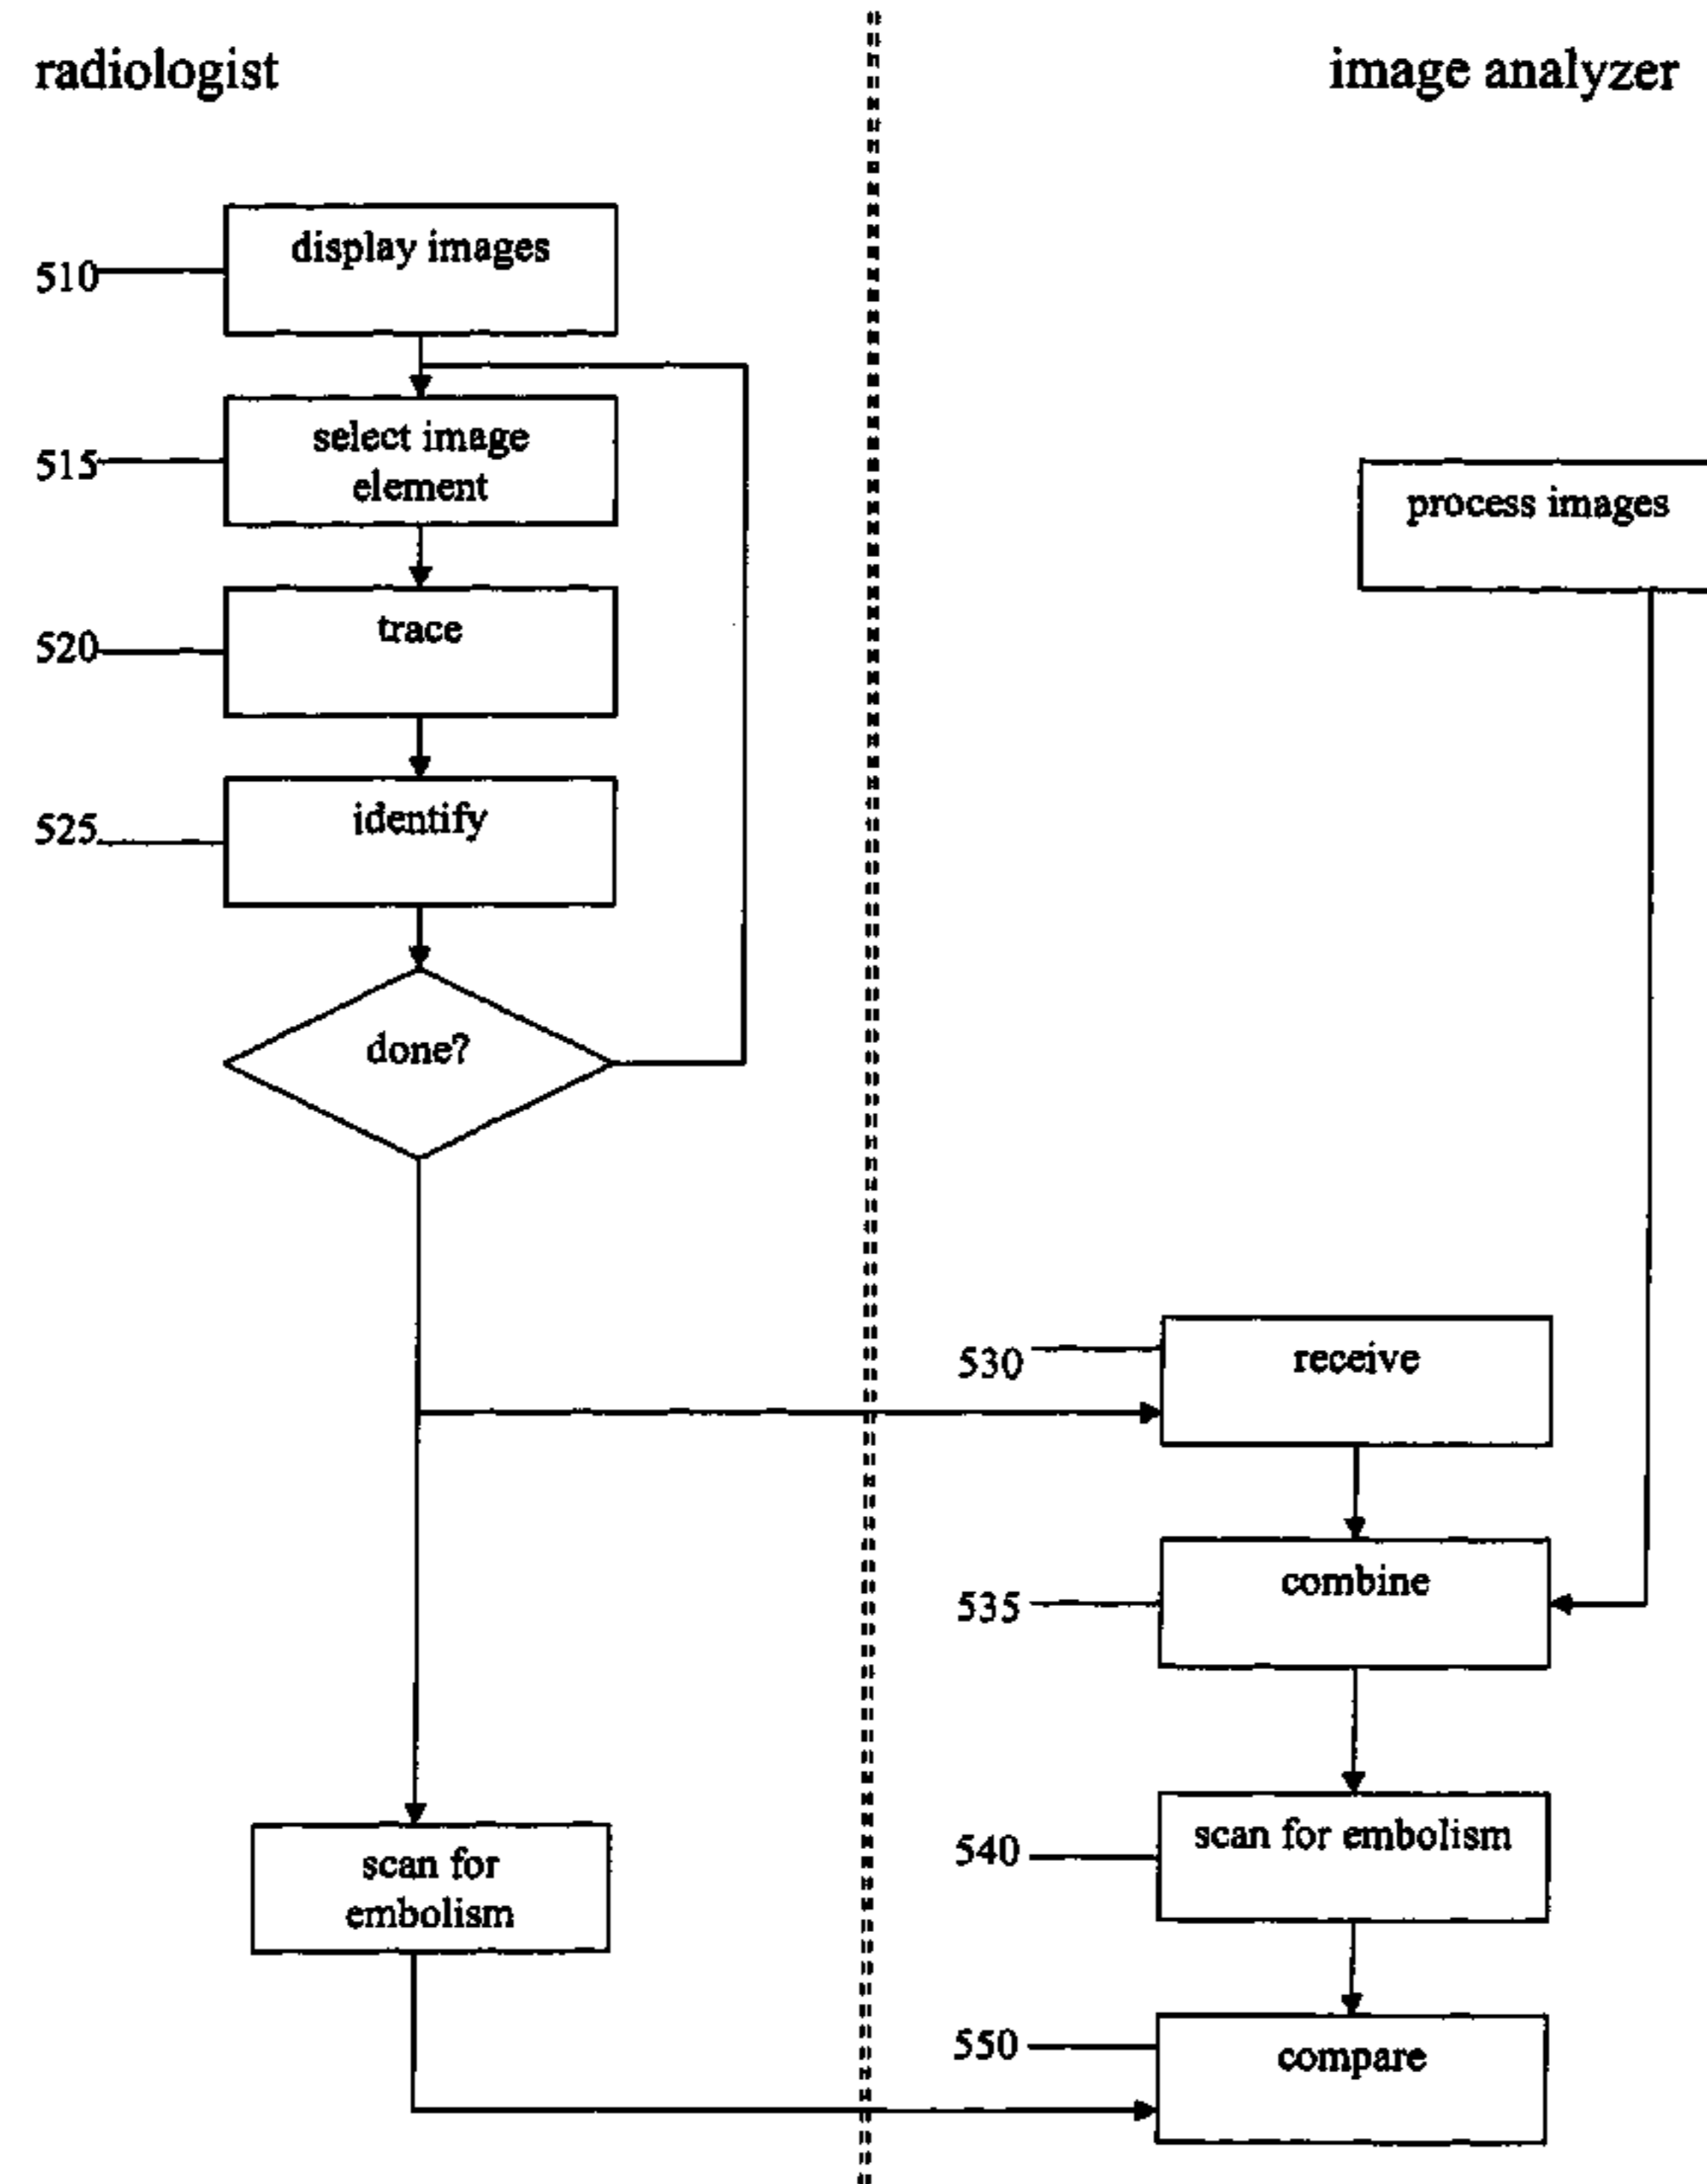 radiologist
image analyzer
display images
510
select image
element
515
process images
trace
520
identify
525
done?
530
receive
combine
535
scan for embolism
540
scan for
embolism
550
compare